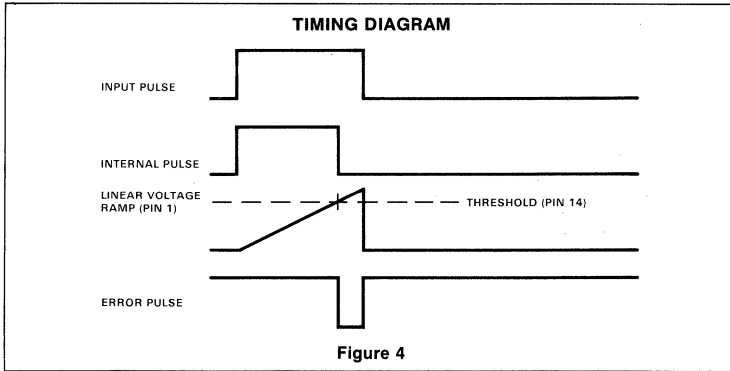 TIMING DIAGRAM
INPUT PULSE
INTERNAL PULSE
LINEAR VOLTAGE
RAMP (PIN 1)
THRESHOLD (PIN 14)
ERROR PULSE
Figure 4